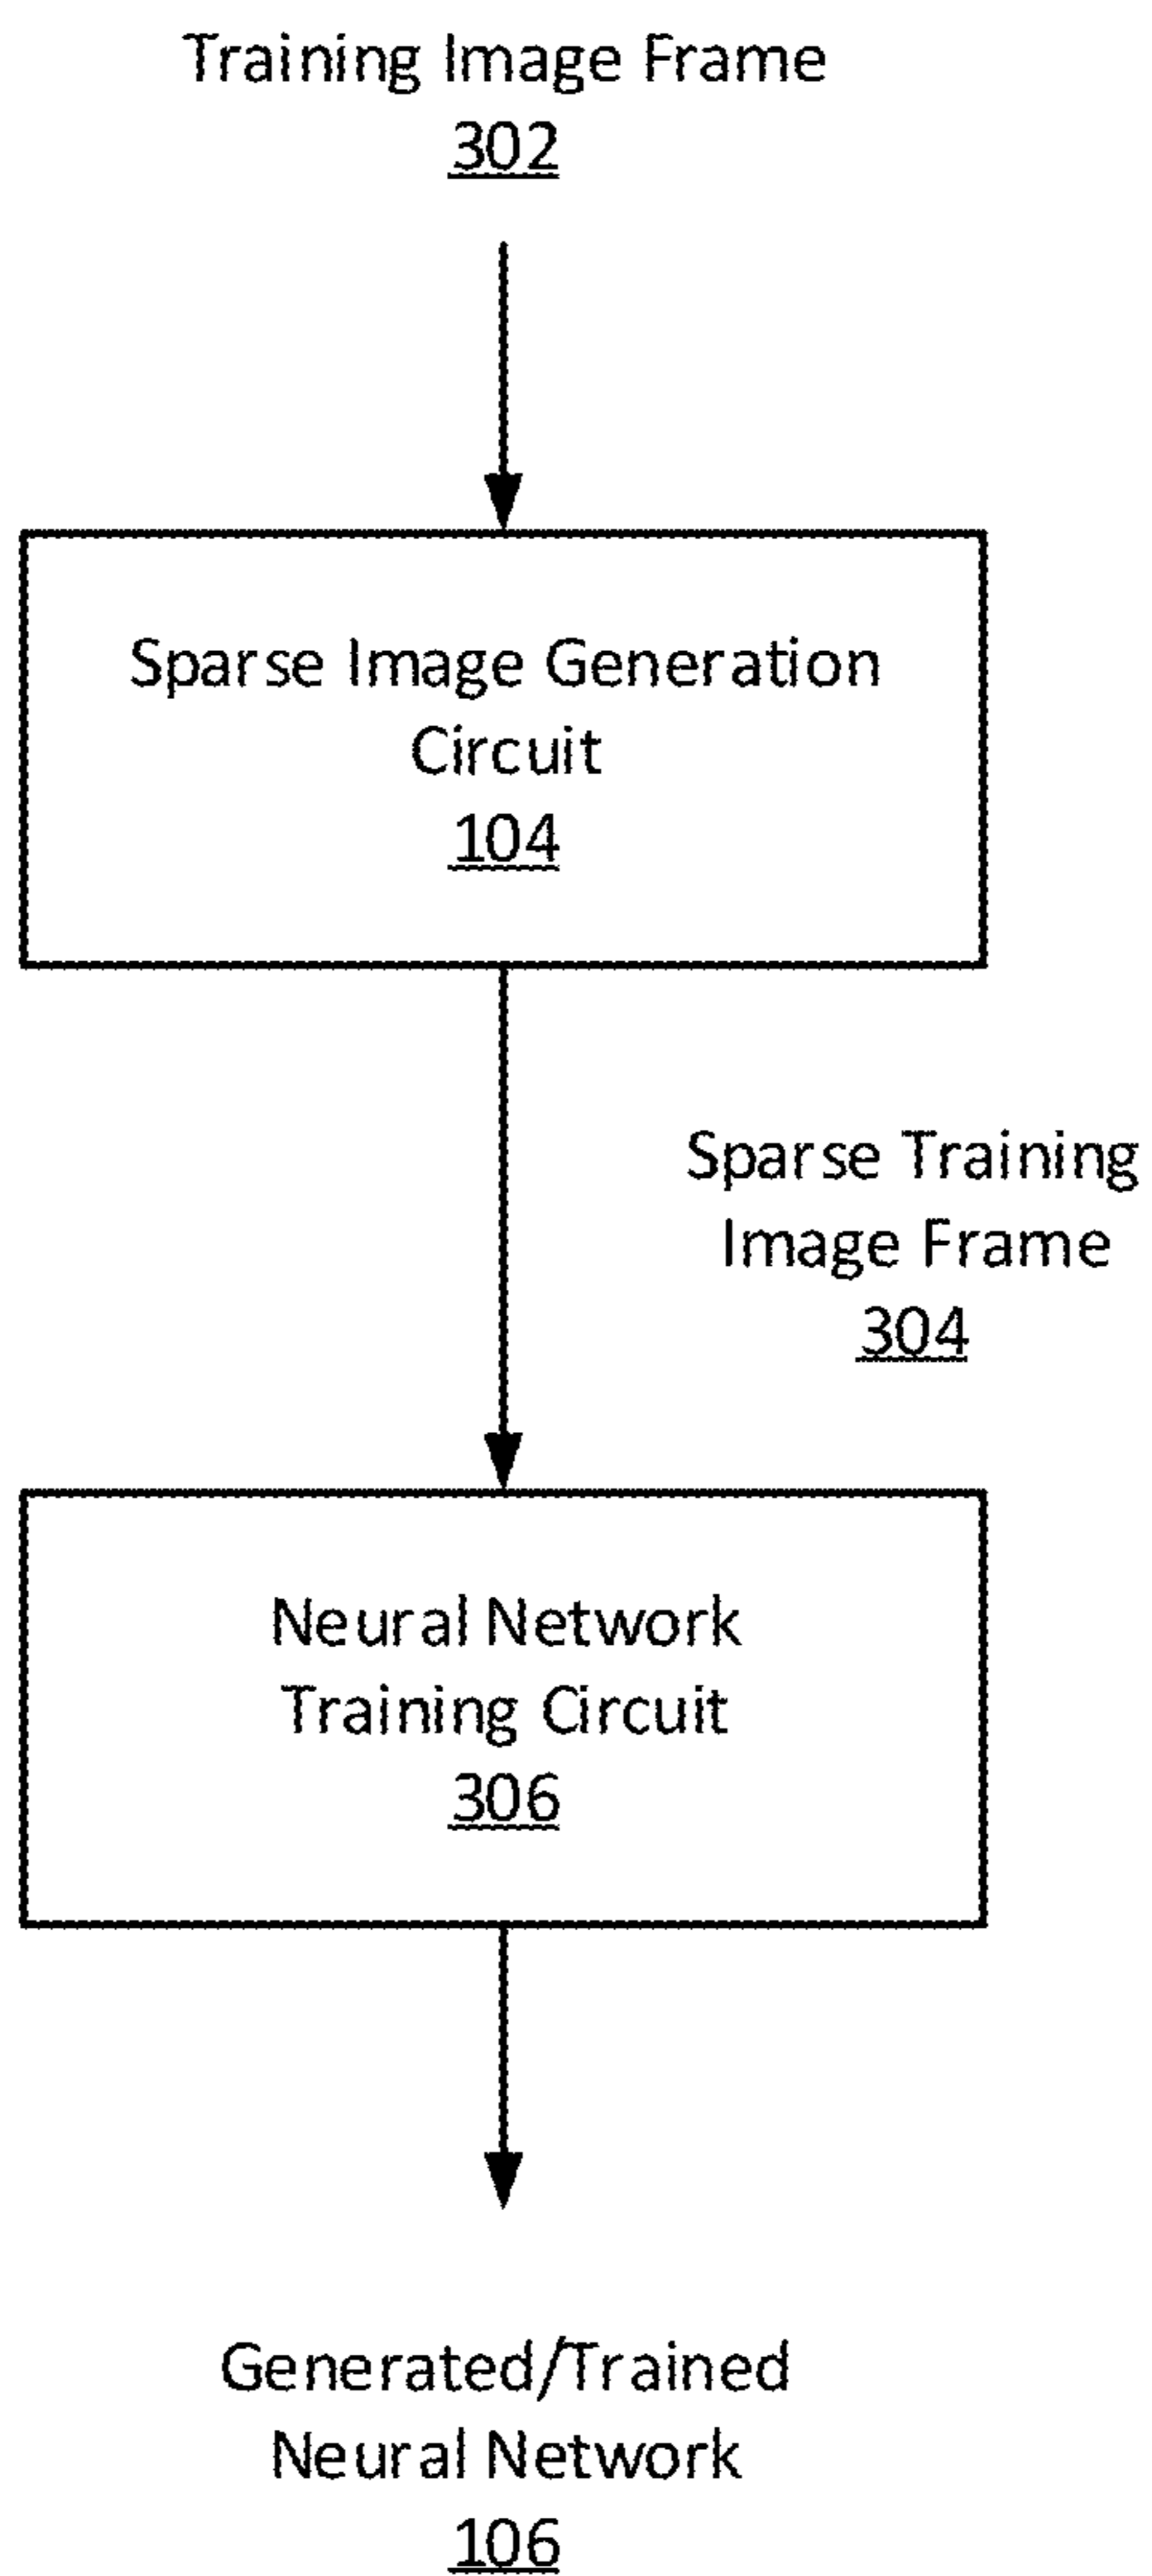 Training Image Frame
302
Sparse Image Generation
Circuit
104
Sparse Training
Image Frame
304
Neural Network
Training Circuit
306
Generated/Trained
Neural Network
106